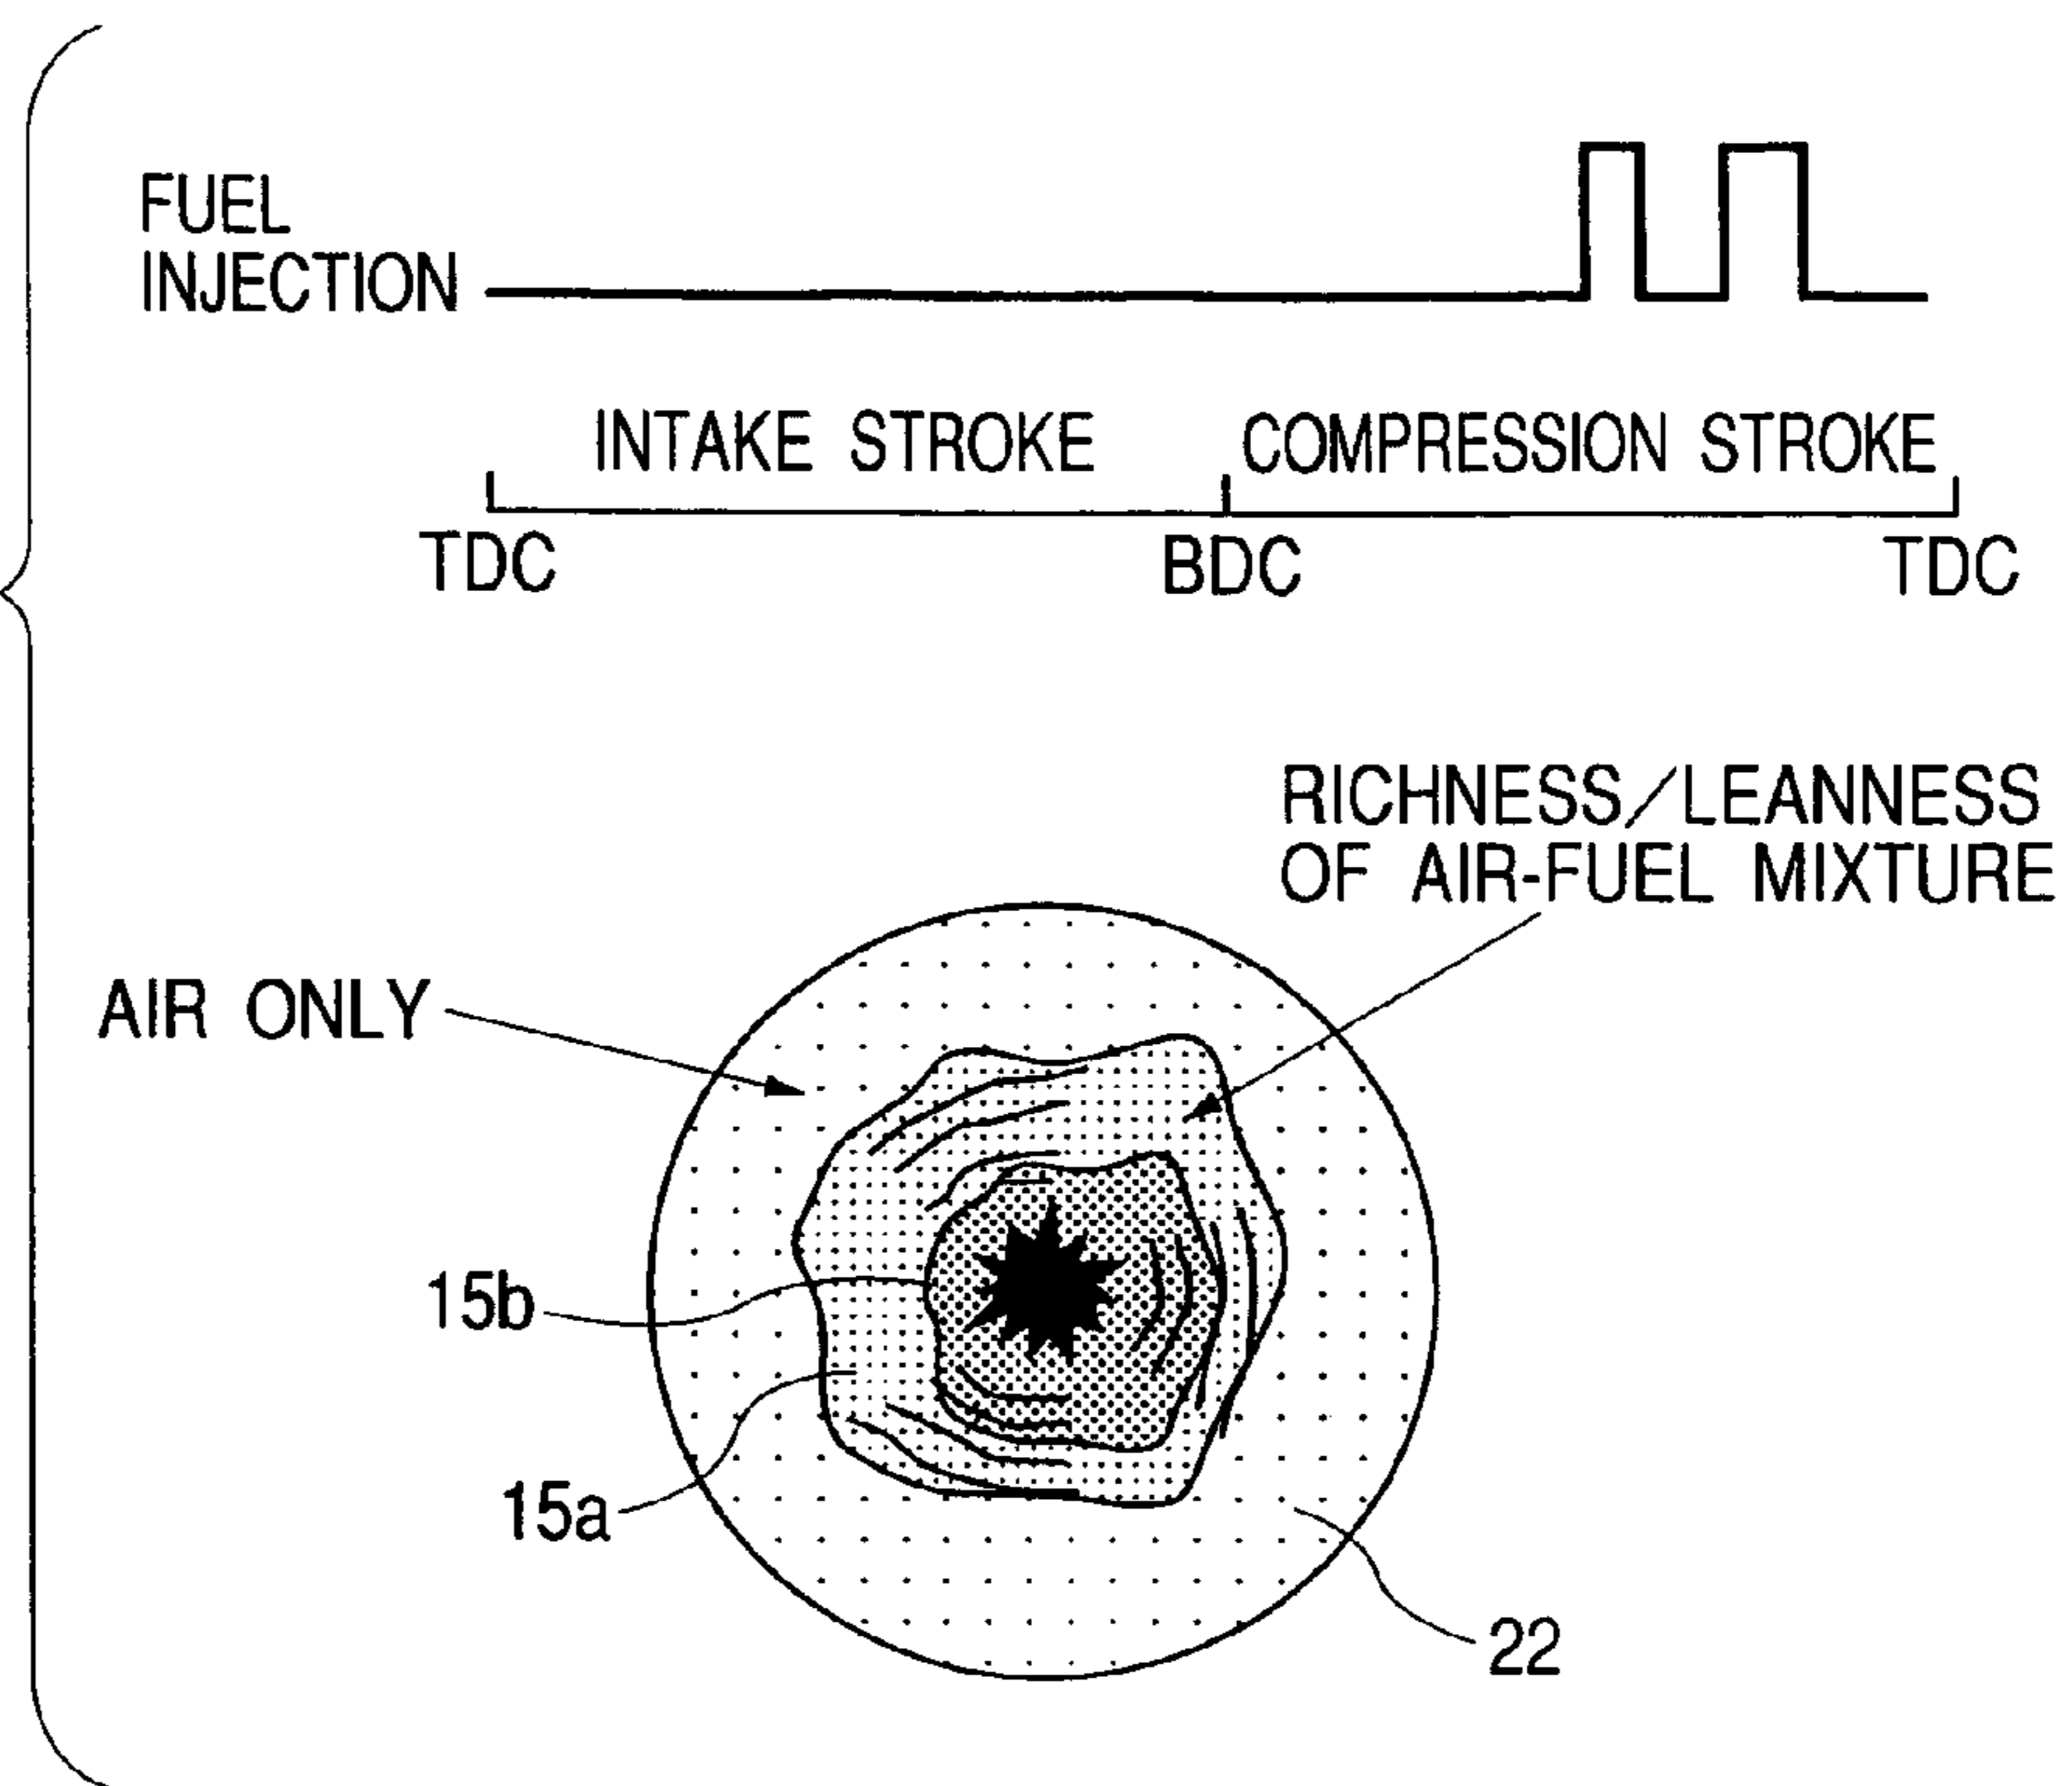 FUEL
INJECTION
INTAKE STROKE
COMPRESSION STROKE
TDC
BDC
TDC
RICHNESS/LEANNESS
OF AIR-FUEL MIXTURE
AIR ONLY
15b
15a
22